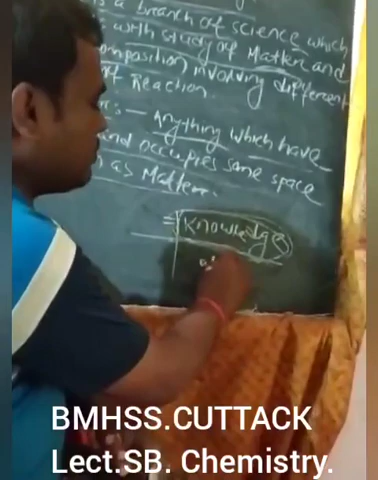 is a branch of science which
with study of Matter and
composition involving different
of Reaction
:- Anything which have
and occupies some space
as Matter.
= Knowledge
BMHSS.CUTTACK
Lect.SB. Chemistry.